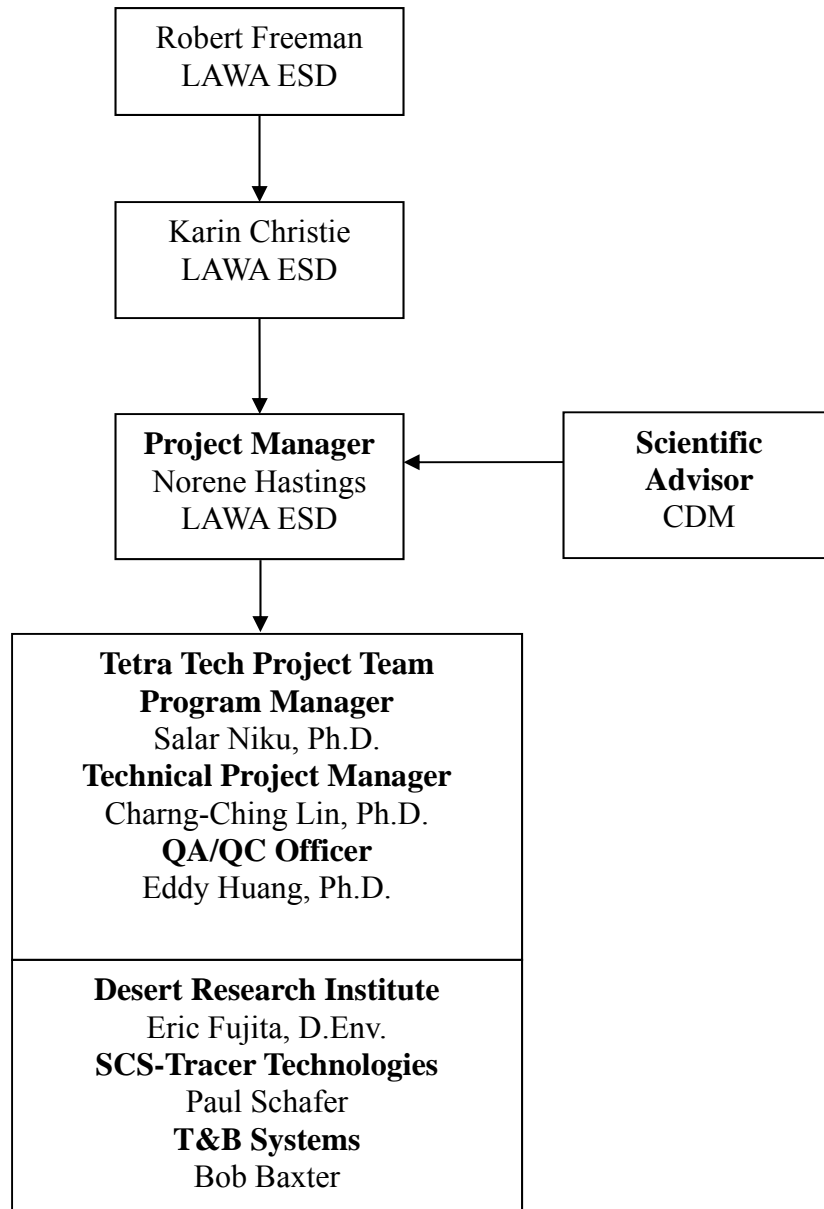 Robert Freeman
LAWA ESD
Karin Christie
LAWA ESD
Project Manager
Norene Hastings
LAWA ESD
Scientific
Advisor
CDM
Tetra Tech Project Team
Program Manager
Salar Niku, Ph.D.
Technical Project Manager
Charng-Ching Lin, Ph.D.
QA/QC Officer
Eddy Huang, Ph.D.
Desert Research Institute
Eric Fujita, D.Env.
SCS-Tracer Technologies
Paul Schafer
T&B Systems
Bob Baxter